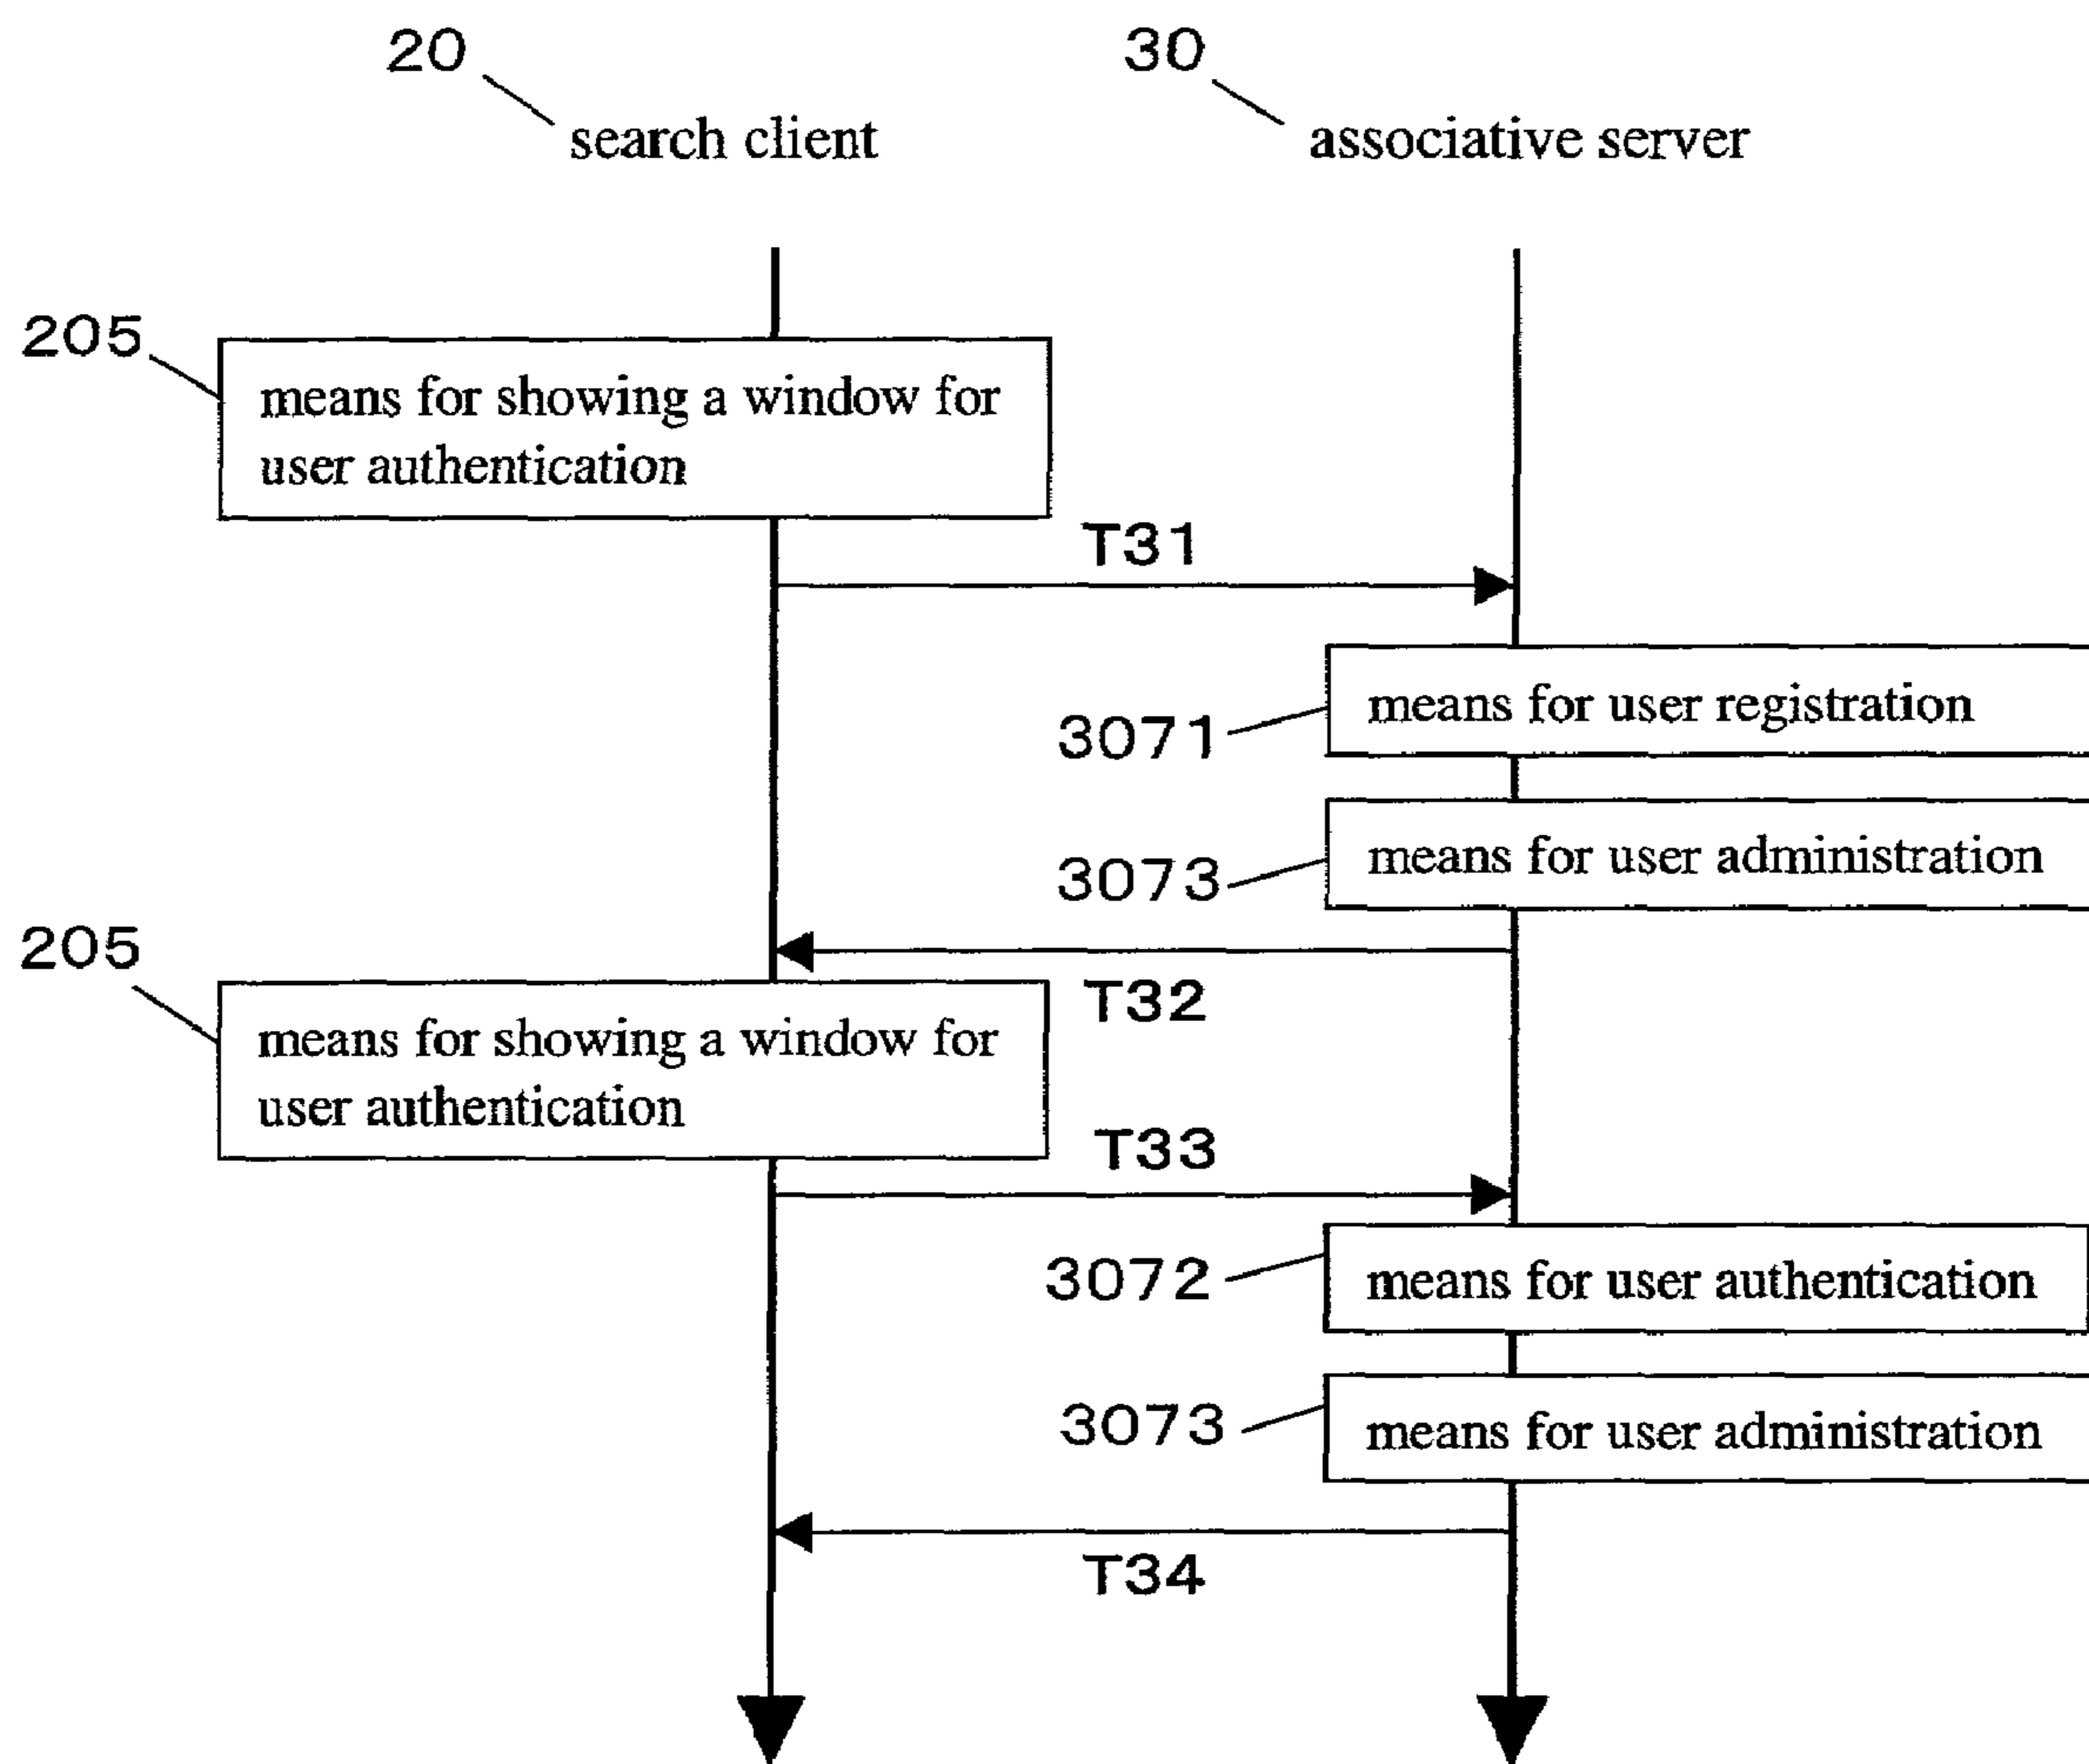 20
30
search client
associative server
205
means for showing a window for
user authentication
T31
means for user registration
3071
means for user administration
3073
205
T32
means for showing a window for
user authentication
T33
3072
means for user authentication
3073
means for user administration
T34